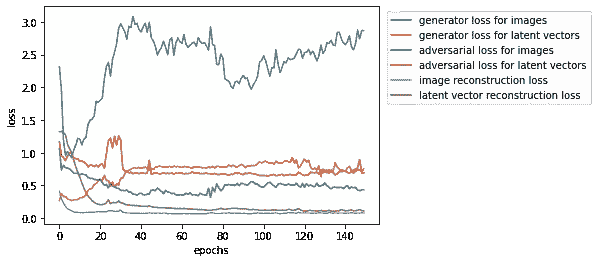 3.0
2.5
2.0
1.5
1.0
0.5
0.0
loss
0 20 40 60 80 100 120 140
epochs
generator loss for images
generator loss for latent vectors
adversarial loss for images
adversarial loss for latent vectors
image reconstruction loss
latent vector reconstruction loss